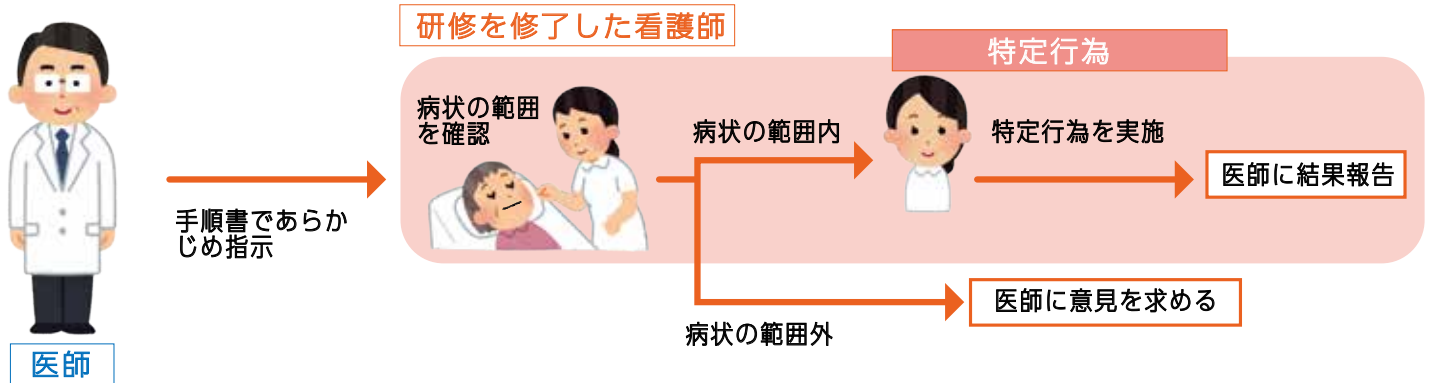 研修を修了した看護師
特定行為
病状の範囲
を確認
病状の範囲内
特定行為を実施
医師に結果報告
手順書であらか
じめ指示
医師に意見を求める
病状の範囲外
医師